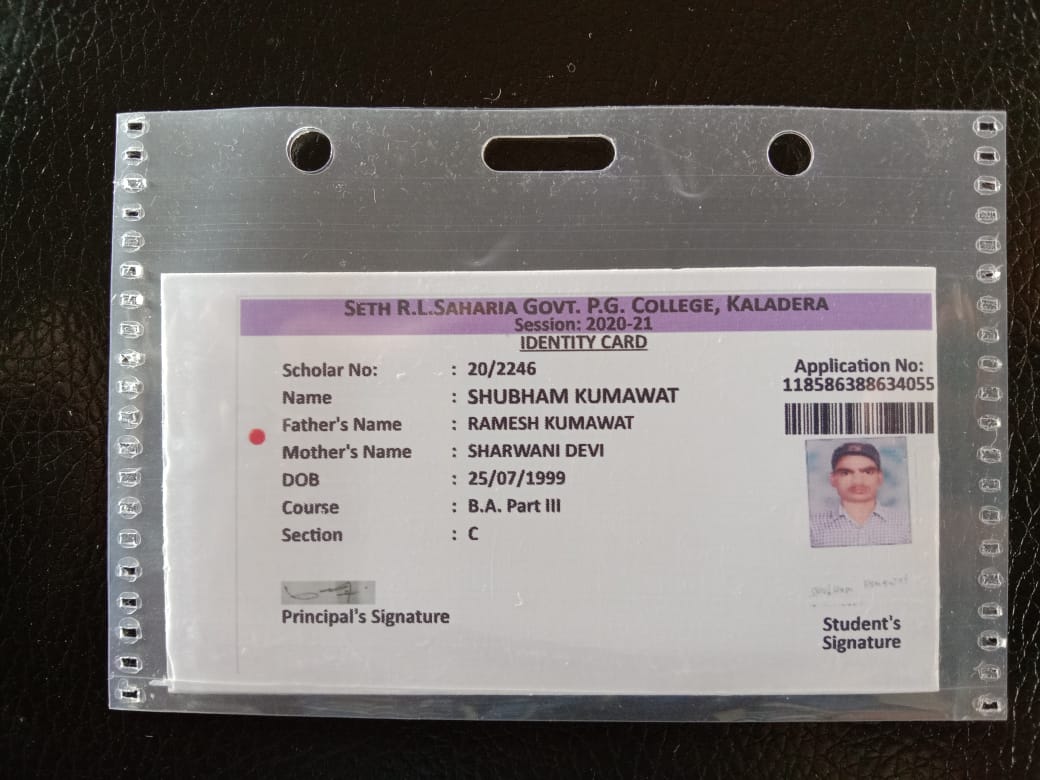 SETH R.L.SAHARIA GOVT. P.G. COLLEGE, KALADERA
Session: 2020-21
IDENTITY CARD
Scholar No: : 20/2246
Name : SHUBHAM KUMAWAT
Father's Name : RAMESH KUMAWAT
Mother's Name : SHARWANI DEVI
DOB : 25/07/1999
Course : B.A. Part III
Section : C
Application No:
118586388634055
Principal's Signature
Shubham Kumawat
Student's
Signature